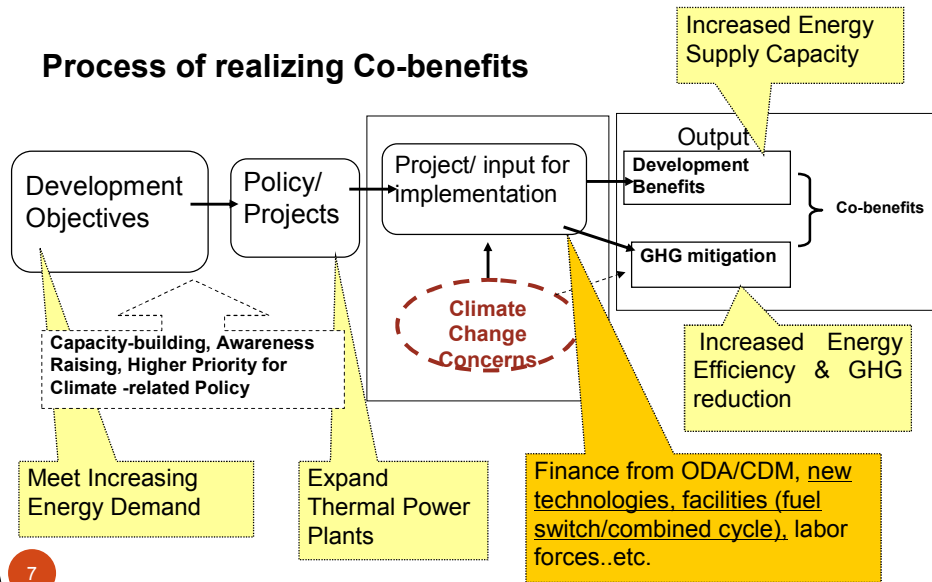 Process of realizing Co-benefits
Increased Energy
Supply Capacity
Development
Objectives
Policy/
Projects
Project/ input for
implementation
Output
Development
Benefits
GHG mitigation
Co-benefits
Climate
Change
Concerns
Capacity-building, Awareness
Raising, Higher Priority for
Climate -related Policy
Increased Energy
Efficiency & GHG
reduction
Meet Increasing
Energy Demand
Expand
Thermal Power
Plants
Finance from ODA/CDM, new
technologies, facilities (fuel
switch/combined cycle), labor
forces..etc.
7